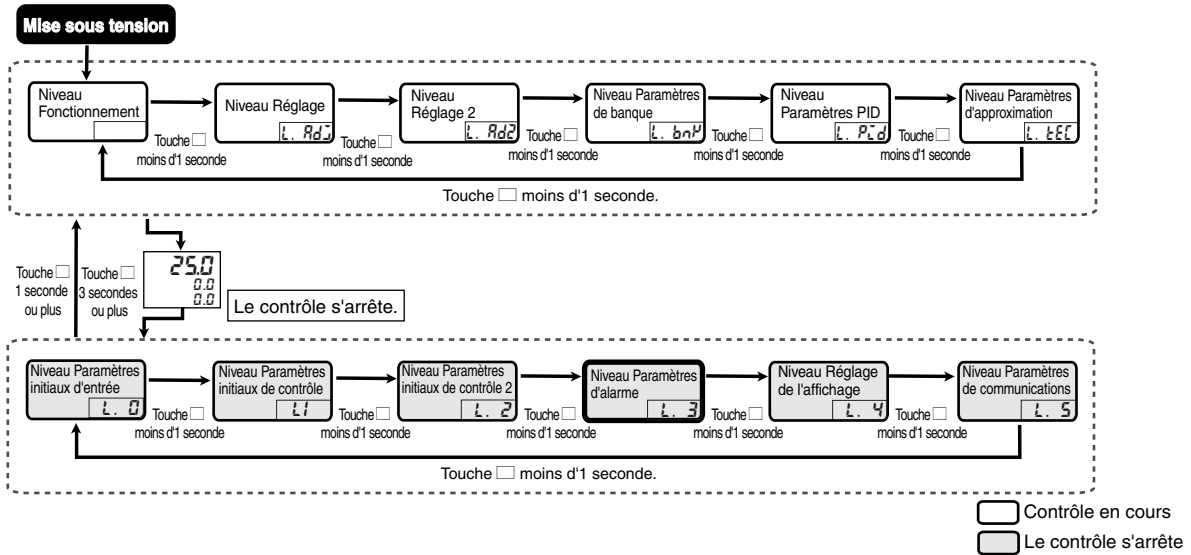 Mise sous tension
Niveau
Fonctionnement
Niveau Réglage
L. Adj
Niveau
Réglage 2
L. Ad2
Niveau Paramètres
de banque
L. bnk
Niveau
Paramètres PID
L. Pid
Niveau Paramètres
d'approximation
L. tEC
Touche □
moins d'1 seconde
Touche □
moins d'1 seconde
Touche □
moins d'1 seconde
Touche □
moins d'1 seconde
Touche □
moins d'1 seconde
Touche □ moins d'1 seconde.
Touche □
1 seconde
ou plus
Touche □
3 secondes
ou plus
25.0
0.0
0.0
Le contrôle s'arrête.
Niveau Paramètres
initiaux d'entrée
L. 0
Niveau Paramètres
initiaux de contrôle
L1
Niveau Paramètres
initiaux de contrôle 2
L. 2
Niveau Paramètres
d'alarme
L. 3
Niveau Réglage
de l'affichage
L. 4
Niveau Paramètres
de communications
L. 5
Touche □
moins d'1 seconde
Touche □
moins d'1 seconde
Touche □
moins d'1 seconde
Touche □
moins d'1 seconde
Touche □
moins d'1 seconde
Touche □ moins d'1 seconde.
Contrôle en cours
Le contrôle s'arrête